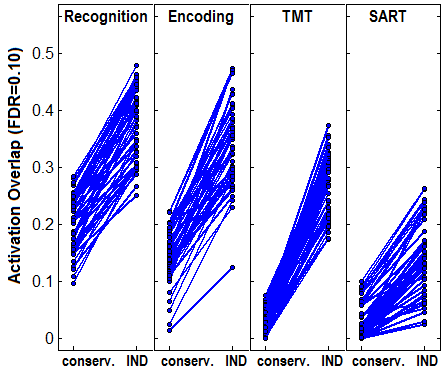 Recognition Encoding TMT SART
Activation Overlap (FDR=0.10)
0.5
0.4
0.3
0.2
0.1
0
conserv. IND conserv. IND conserv. IND conserv. IND